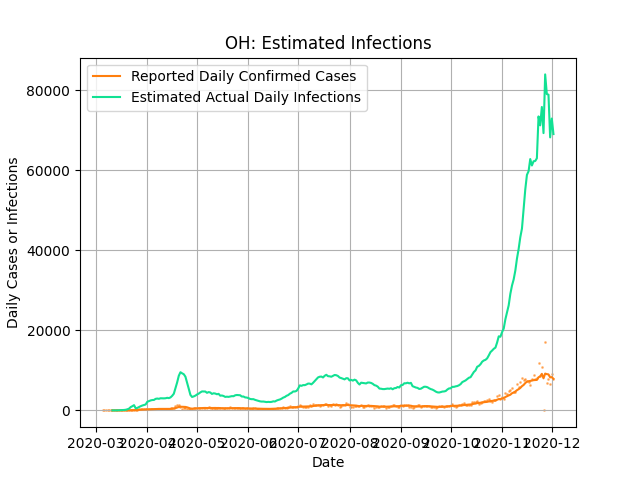 OH: Estimated Infections
Reported Daily Confirmed Cases
Estimated Actual Daily Infections
Daily Cases or Infections
80000
60000
40000
20000
0
2020-03 2020-04 2020-05 2020-06 2020-07 2020-08 2020-09 2020-10 2020-11 2020-12
Date